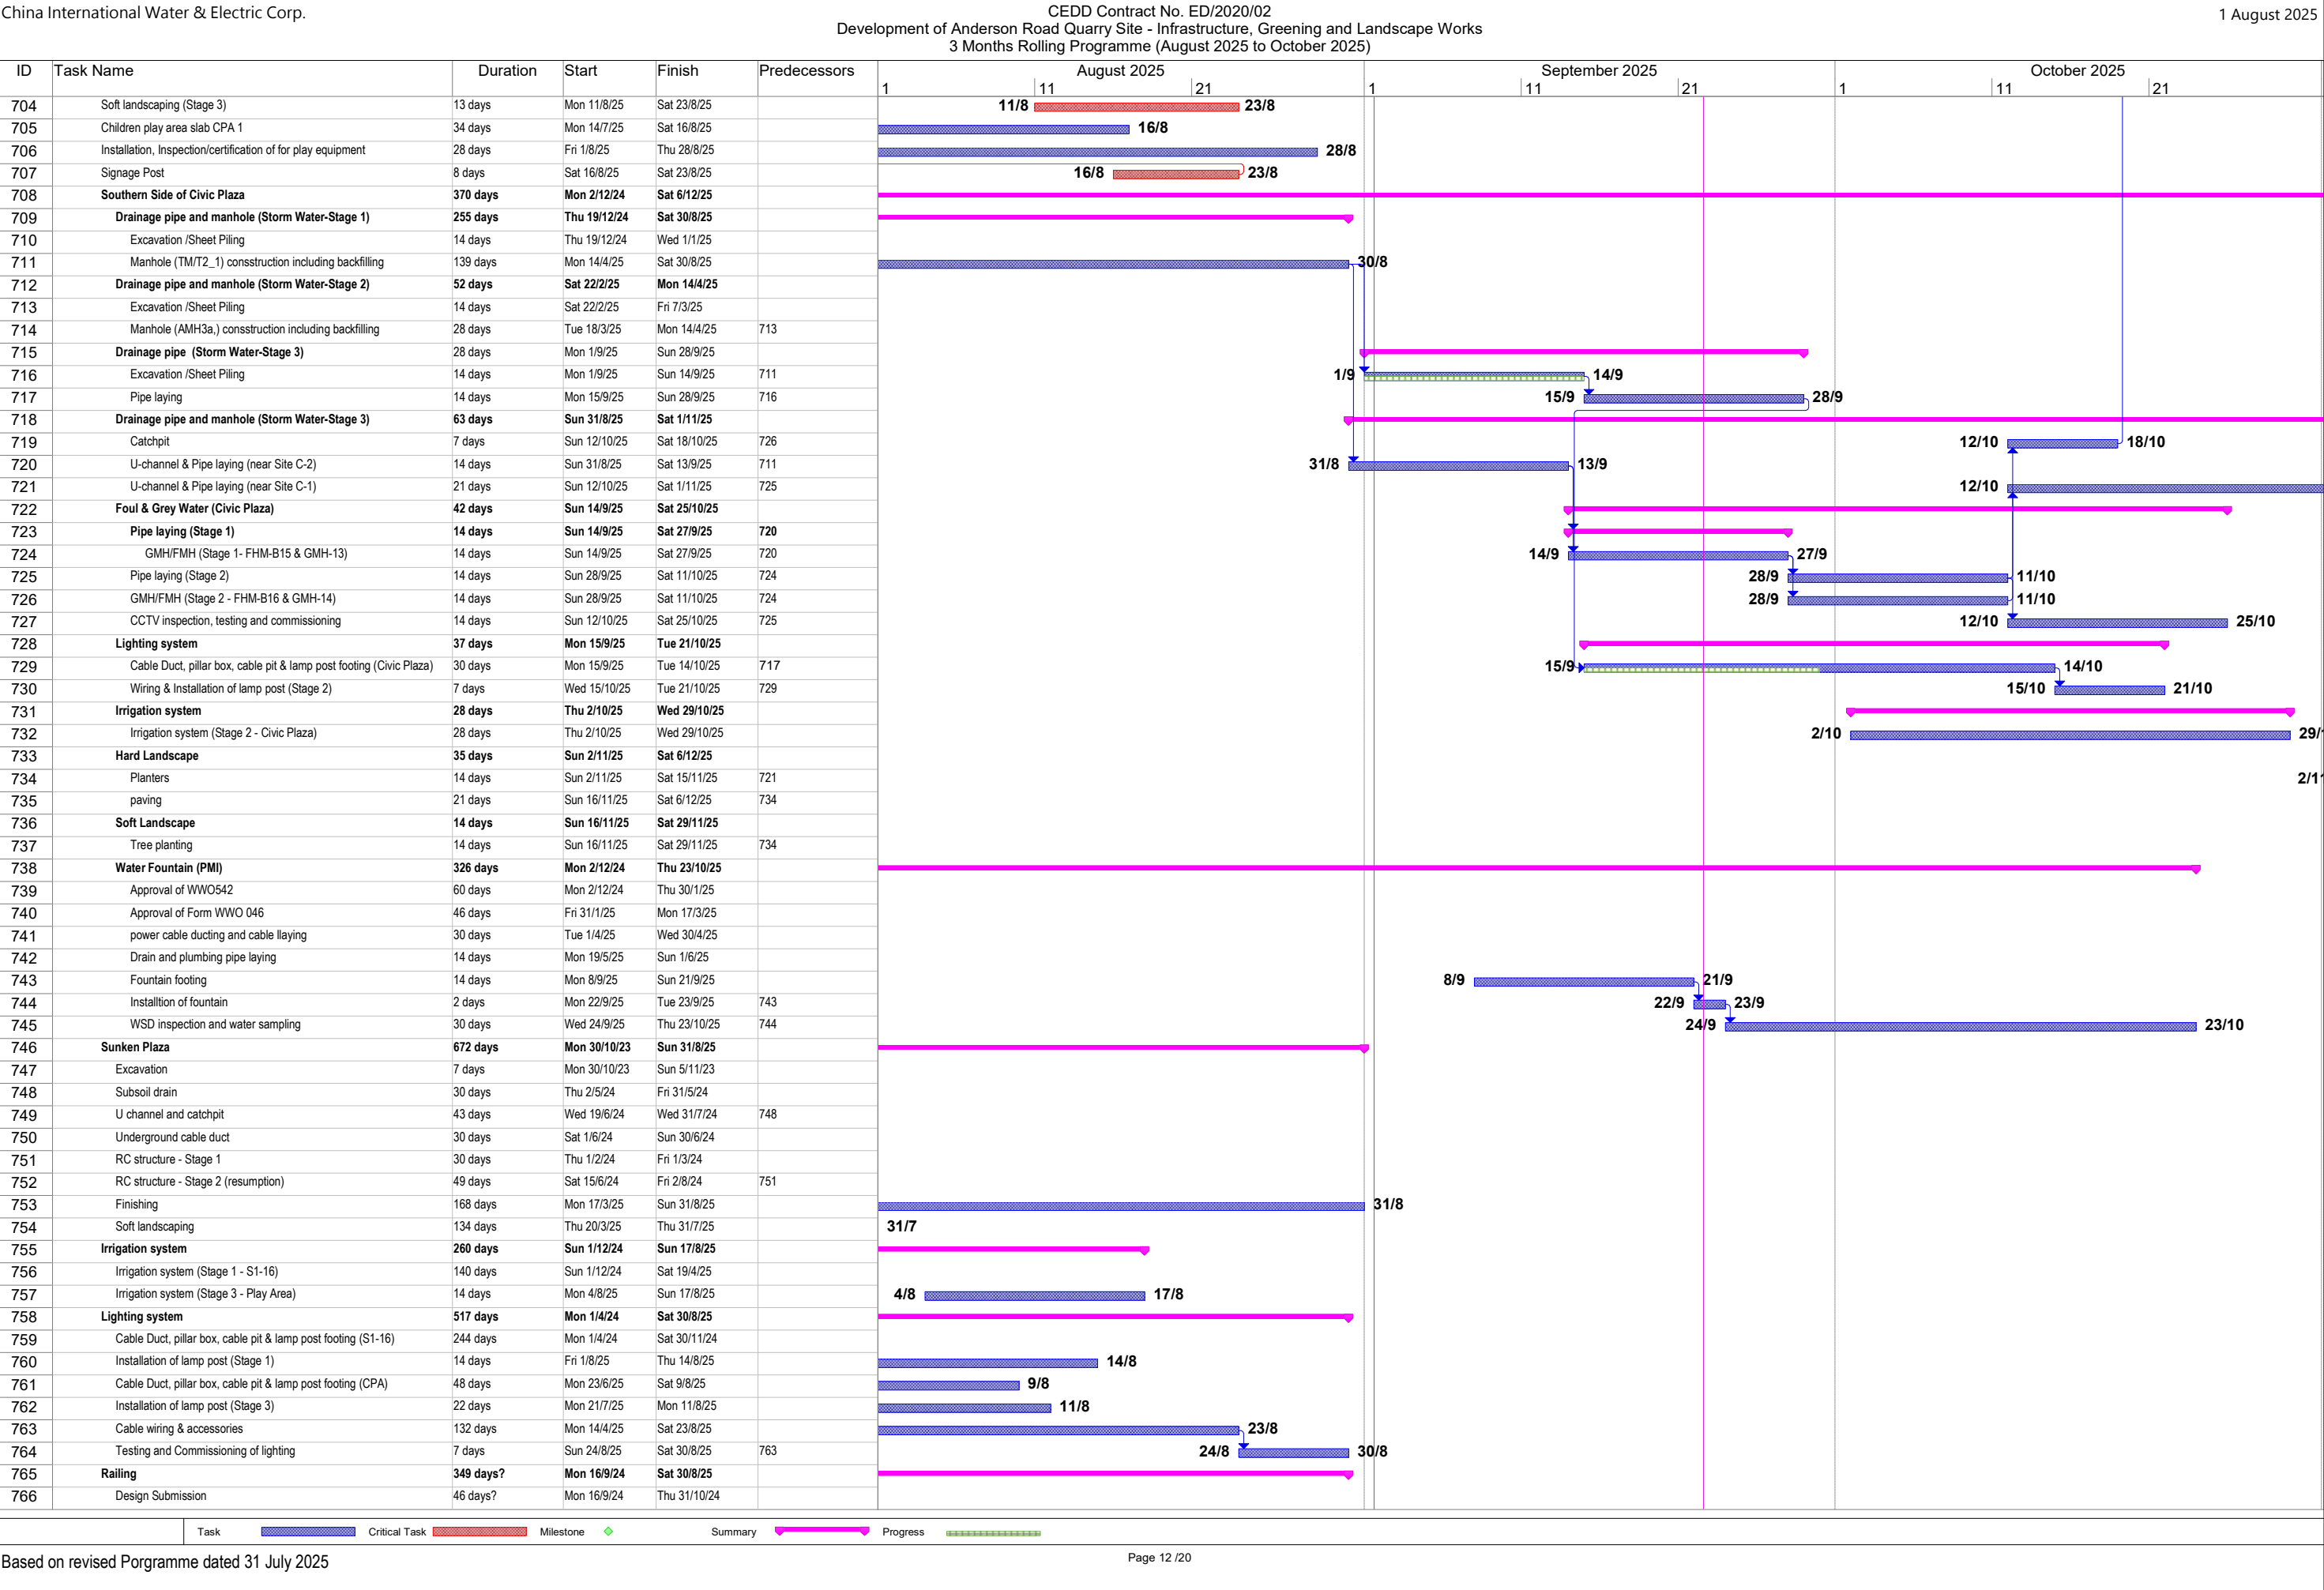 China International Water & Electric Corp.
CEDD Contract No. ED/2020/02
1 August 2025
Development of Anderson Road Quarry Site - Infrastructure, Greening and Landscape Works
3 Months Rolling Programme (August 2025 to October 2025)
ID Task Name Duration Start Finish Predecessors August 2025 September 2025 October 2025
1 11 21 1 11 21 1 11 21
704 Soft landscaping (Stage 3) 13 days Mon 11/8/25 Sat 23/8/25 11/8 23/8
705 Children play area slab CPA 1 34 days Mon 14/7/25 Sat 16/8/25 16/8
706 Installation, Inspection/certification of for play equipment 28 days Fri 1/8/25 Thu 28/8/25 28/8
707 Signage Post 8 days Sat 16/8/25 Sat 23/8/25 16/8 23/8
708 Southern Side of Civic Plaza 370 days Mon 2/12/24 Sat 6/12/25
709 Drainage pipe and manhole (Storm Water-Stage 1) 255 days Thu 19/12/24 Sat 30/8/25
710 Excavation /Sheet Piling 14 days Thu 19/12/24 Wed 1/1/25
711 Manhole (TM/T2_1) consstruction including backfilling 139 days Mon 14/4/25 Sat 30/8/25 30/8
712 Drainage pipe and manhole (Storm Water-Stage 2) 52 days Sat 22/2/25 Mon 14/4/25
713 Excavation /Sheet Piling 14 days Sat 22/2/25 Fri 7/3/25
714 Manhole (AMH3a,) consstruction including backfilling 28 days Tue 18/3/25 Mon 14/4/25 713
715 Drainage pipe (Storm Water-Stage 3) 28 days Mon 1/9/25 Sun 28/9/25
716 Excavation /Sheet Piling 14 days Mon 1/9/25 Sun 14/9/25 711 1/9 14/9
717 Pipe laying 14 days Mon 15/9/25 Sun 28/9/25 716 15/9 28/9
718 Drainage pipe and manhole (Storm Water-Stage 3) 63 days Sun 31/8/25 Sat 1/11/25
719 Catchpit 7 days Sun 12/10/25 Sat 18/10/25 726 12/10 18/10
720 U-channel & Pipe laying (near Site C-2) 14 days Sun 31/8/25 Sat 13/9/25 711 31/8 13/9
721 U-channel & Pipe laying (near Site C-1) 21 days Sun 12/10/25 Sat 1/11/25 725 12/10
722 Foul & Grey Water (Civic Plaza) 42 days Sun 14/9/25 Sat 25/10/25
723 Pipe laying (Stage 1) 14 days Sun 14/9/25 Sat 27/9/25 720
724 GMH/FMH (Stage 1- FHM-B15 & GMH-13) 14 days Sun 14/9/25 Sat 27/9/25 720 14/9 27/9
725 Pipe laying (Stage 2) 14 days Sun 28/9/25 Sat 11/10/25 724 28/9 11/10
726 GMH/FMH (Stage 2 - FHM-B16 & GMH-14) 14 days Sun 28/9/25 Sat 11/10/25 724 28/9 11/10
727 CCTV inspection, testing and commissioning 14 days Sun 12/10/25 Sat 25/10/25 725 12/10 25/10
728 Lighting system 37 days Mon 15/9/25 Tue 21/10/25
729 Cable Duct, pillar box, cable pit & lamp post footing (Civic Plaza) 30 days Mon 15/9/25 Tue 14/10/25 717 15/9 14/10
730 Wiring & Installation of lamp post (Stage 2) 7 days Wed 15/10/25 Tue 21/10/25 729 15/10 21/10
731 Irrigation system 28 days Thu 2/10/25 Wed 29/10/25
732 Irrigation system (Stage 2 - Civic Plaza) 28 days Thu 2/10/25 Wed 29/10/25 2/10 29/
733 Hard Landscape 35 days Sun 2/11/25 Sat 6/12/25
734 Planters 14 days Sun 2/11/25 Sat 15/11/25 721 2/11
735 paving 21 days Sun 16/11/25 Sat 6/12/25 734
736 Soft Landscape 14 days Sun 16/11/25 Sat 29/11/25
737 Tree planting 14 days Sun 16/11/25 Sat 29/11/25 734
738 Water Fountain (PMI) 326 days Mon 2/12/24 Thu 23/10/25
739 Approval of WWO542 60 days Mon 2/12/24 Thu 30/1/25
740 Approval of Form WWO 046 46 days Fri 31/1/25 Mon 17/3/25
741 power cable ducting and cable llaying 30 days Tue 1/4/25 Wed 30/4/25
742 Drain and plumbing pipe laying 14 days Mon 19/5/25 Sun 1/6/25
743 Fountain footing 14 days Mon 8/9/25 Sun 21/9/25 8/9 21/9
744 Installtion of fountain 2 days Mon 22/9/25 Tue 23/9/25 743 22/9 23/9
745 WSD inspection and water sampling 30 days Wed 24/9/25 Thu 23/10/25 744 24/9 23/10
746 Sunken Plaza 672 days Mon 30/10/23 Sun 31/8/25
747 Excavation 7 days Mon 30/10/23 Sun 5/11/23
748 Subsoil drain 30 days Thu 2/5/24 Fri 31/5/24
749 U channel and catchpit 43 days Wed 19/6/24 Wed 31/7/24 748
750 Underground cable duct 30 days Sat 1/6/24 Sun 30/6/24
751 RC structure - Stage 1 30 days Thu 1/2/24 Fri 1/3/24
752 RC structure - Stage 2 (resumption) 49 days Sat 15/6/24 Fri 2/8/24 751
753 Finishing 168 days Mon 17/3/25 Sun 31/8/25 31/8
754 Soft landscaping 134 days Thu 20/3/25 Thu 31/7/25 31/7
755 Irrigation system 260 days Sun 1/12/24 Sun 17/8/25
756 Irrigation system (Stage 1 - S1-16) 140 days Sun 1/12/24 Sat 19/4/25
757 Irrigation system (Stage 3 - Play Area) 14 days Mon 4/8/25 Sun 17/8/25 4/8 17/8
758 Lighting system 517 days Mon 1/4/24 Sat 30/8/25
759 Cable Duct, pillar box, cable pit & lamp post footing (S1-16) 244 days Mon 1/4/24 Sat 30/11/24
760 Installation of lamp post (Stage 1) 14 days Fri 1/8/25 Thu 14/8/25 14/8
761 Cable Duct, pillar box, cable pit & lamp post footing (CPA) 48 days Mon 23/6/25 Sat 9/8/25 9/8
762 Installation of lamp post (Stage 3) 22 days Mon 21/7/25 Mon 11/8/25 11/8
763 Cable wiring & accessories 132 days Mon 14/4/25 Sat 23/8/25 23/8
764 Testing and Commissioning of lighting 7 days Sun 24/8/25 Sat 30/8/25 763 24/8 30/8
765 Railing 349 days? Mon 16/9/24 Sat 30/8/25
766 Design Submission 46 days? Mon 16/9/24 Thu 31/10/24
Task Critical Task Milestone Summary Progress
Based on revised Porgramme dated 31 July 2025
Page 12 /20